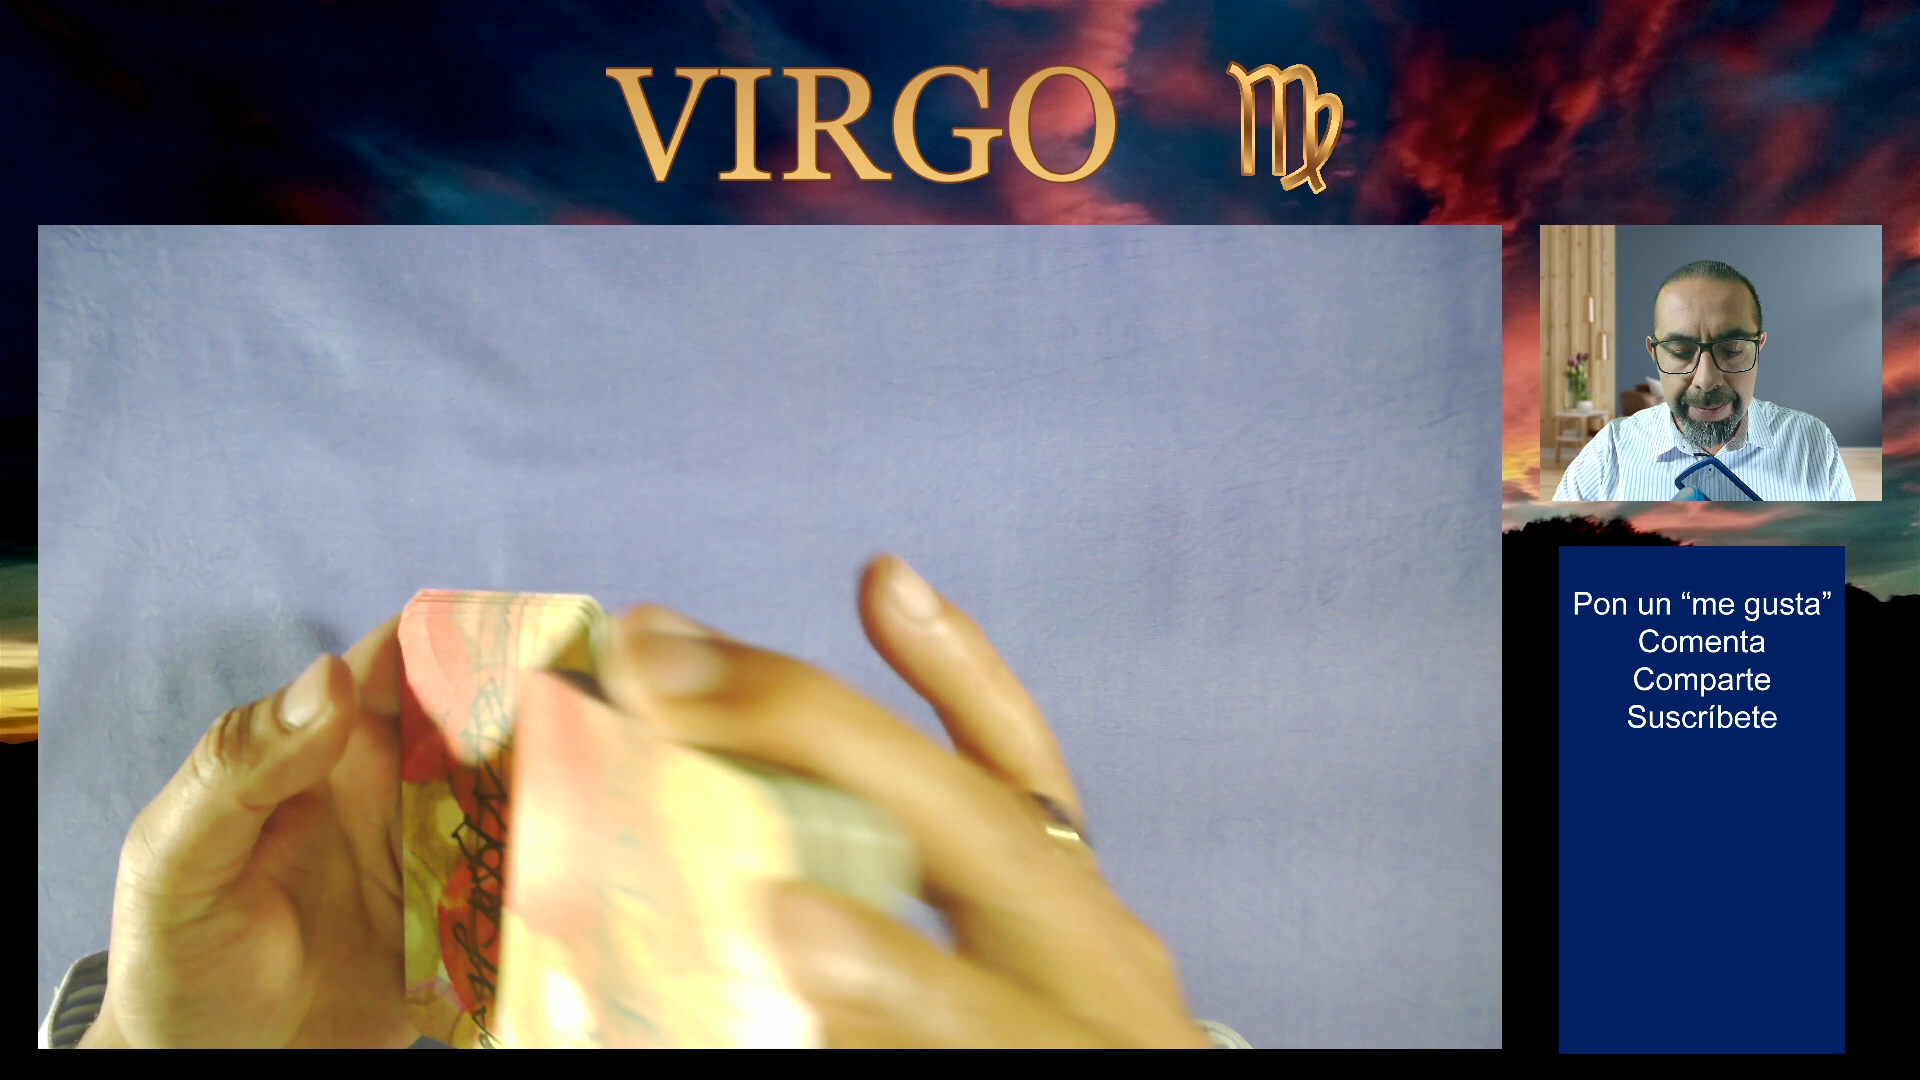 VIRGO ♍
Pon un “me gusta”
Comenta
Comparte
Suscríbete